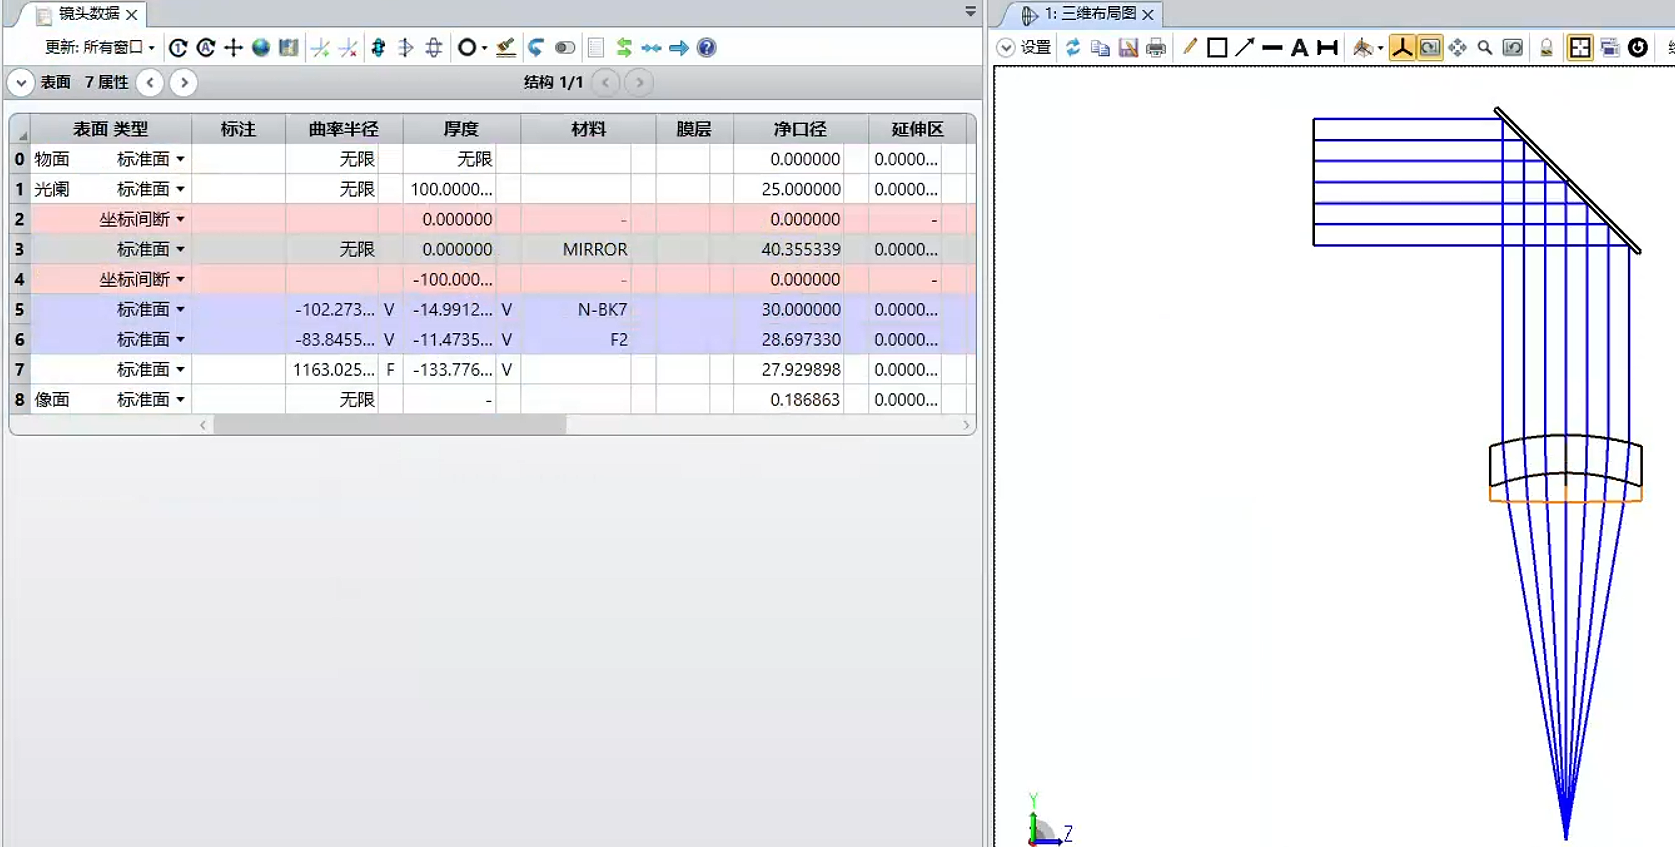 镜头数据
1: 三维布局图
更新: 所有窗口
设置
表面 7 属性
结构 1/1
表面 类型 标注 曲率半径 厚度 材料 膜层 净口径 延伸区
0 物面 标准面 无限 无限 0.000000 0.0000...
1 光阑 标准面 无限 100.0000... 25.000000 0.0000...
2 坐标间断 0.000000 - 0.000000 -
3 标准面 无限 0.000000 MIRROR 40.355339 0.0000...
4 坐标间断 -100.000... - 0.000000 -
5 标准面 -102.273... V -14.9912... V N-BK7 30.000000 0.0000...
6 标准面 -83.8455... V -11.4735... V F2 28.697330 0.0000...
7 标准面 1163.025... F -133.776... V 27.929898 0.0000...
8 像面 标准面 无限 - 0.186863 0.0000...
Y
Z